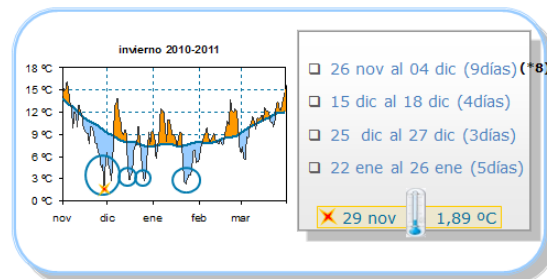 invierno 2010-2011
18 ºC
15 ºC
12 ºC
9 ºC
6 ºC
3 ºC
0 ºC
nov dic ene feb mar
26 nov al 04 dic (9días) (*8)
15 dic al 18 dic (4días)
25 dic al 27 dic (3días)
22 ene al 26 ene (5días)
29 nov 1,89 ºC